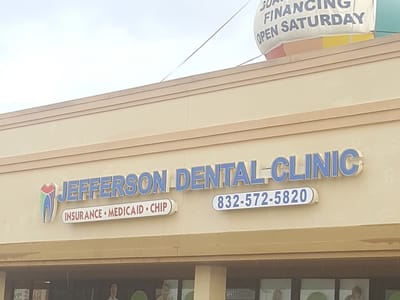 FINANCING
OPEN SATURDAY
JEFFERSON DENTAL CLINIC
INSURANCE • MEDICAID • CHIP
832-572-5820